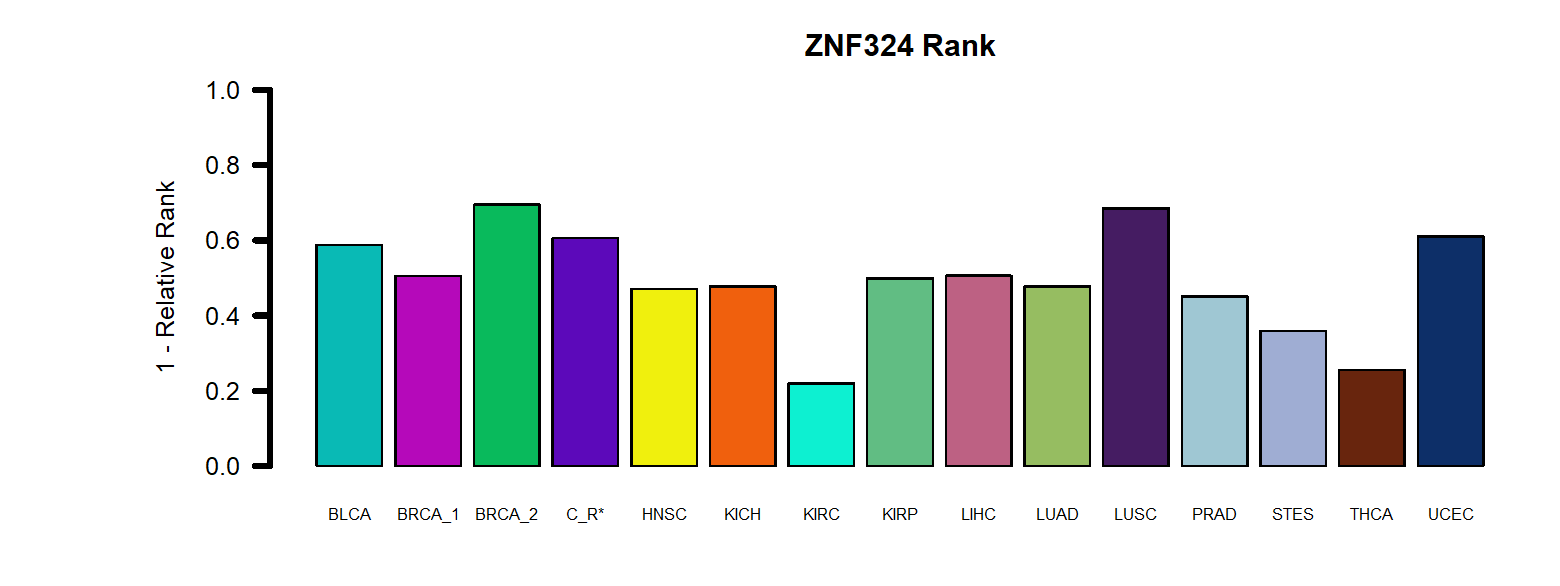 ZNF324 Rank
1.0
0.8
0.6
0.4
0.2
0.0
1 - Relative Rank
BLCA BRCA_1 BRCA_2 C_R* HNSC KICH KIRC KIRP LIHC LUAD LUSC PRAD STES THCA UCEC